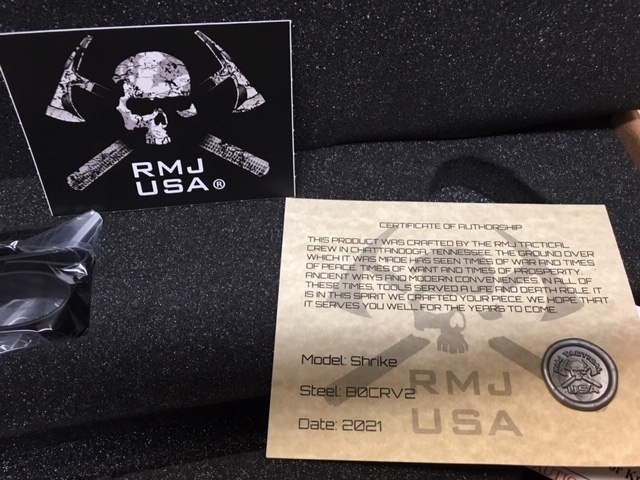 RMJ
USA®
CERTIFICATE OF AUTHORSHIP
THIS PRODUCT WAS CRAFTED BY THE RMJ TACTICAL
CREW IN CHATTANOOGA, TENNESSEE. THE GROUND OVER
WHICH IT WAS MADE HAS SEEN TIMES OF WAR AND TIMES
OF PEACE, TIMES OF WANT AND TIMES OF PROSPERITY,
ANCIENT WAYS AND MODERN CONVENIENCES. IN ALL OF
THESE TIMES, TOOLS SERVED A LIFE AND DEATH ROLE. IT
IS IN THIS SPIRIT WE CRAFTED YOUR PIECE. WE HOPE THAT
IT SERVES YOU WELL FOR THE YEARS TO COME.
Model: Shrike
Steel: 80CRV2
Date: 2021
RMJ
USA
RMJ TACTICAL
USA